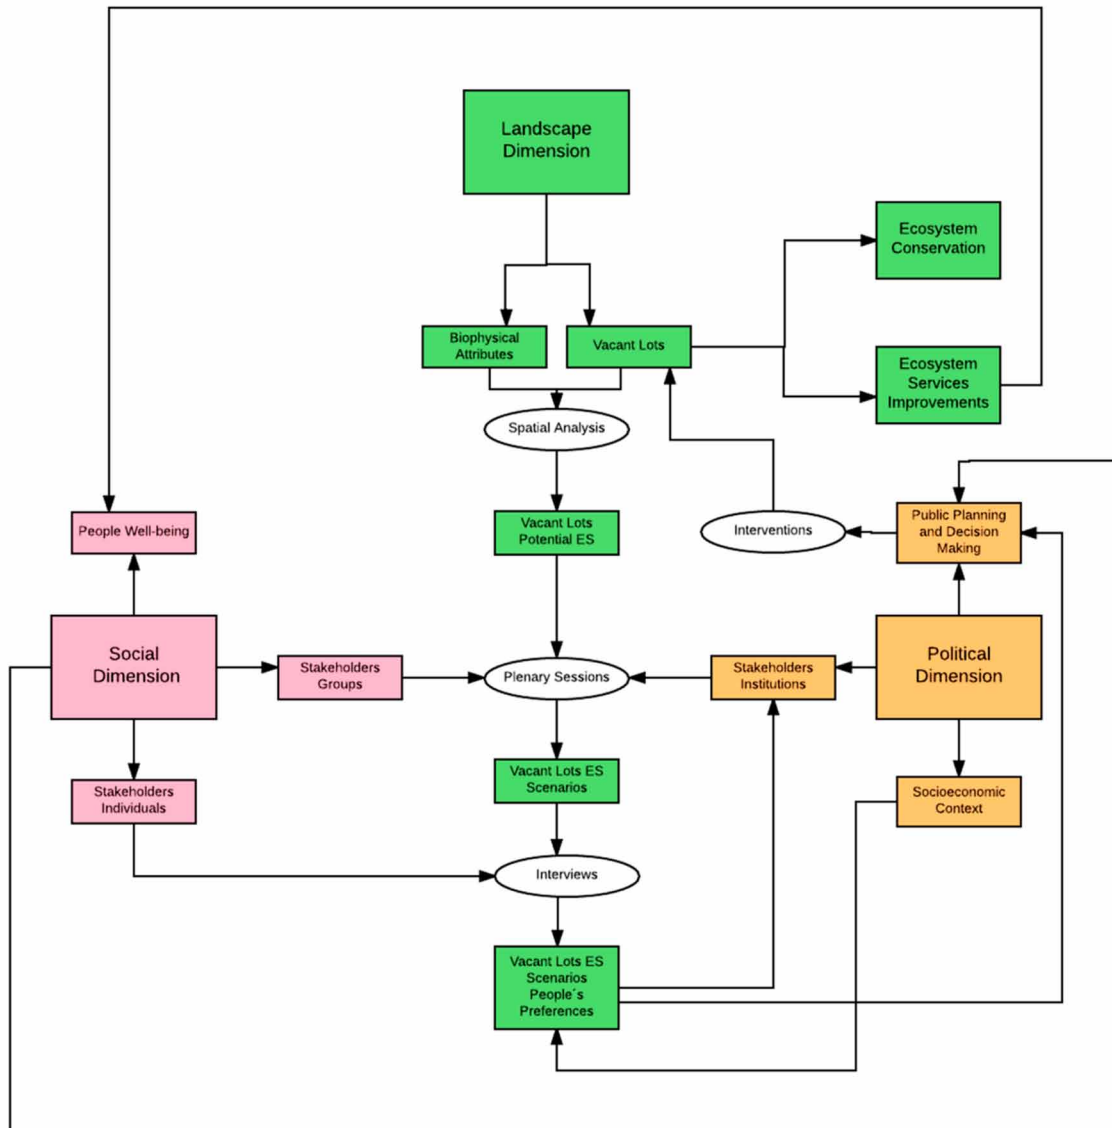 Landscape
Dimension
Ecosystem
Conservation
Biophysical
Attributes
Vacant Lots
Ecosystem
Services
Improvements
Spatial Analysis
People Well-being
Vacant Lots
Potential ES
Interventions
Public Planning
and Decision
Making
Social
Dimension
Stakeholders
Groups
Plenary Sessions
Stakeholders
Institutions
Political
Dimension
Stakeholders
Individuals
Vacant Lots ES
Scenarios
Socioeconomic
Context
Interviews
Vacant Lots ES
Scenarios
People´s
Preferences